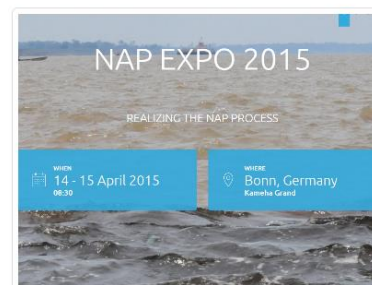 NAP EXPO 2015
REALIZING THE NAP PROCESS
WHEN
14 - 15 April 2015
08:30
WHERE
Bonn, Germany
Kameha Grand